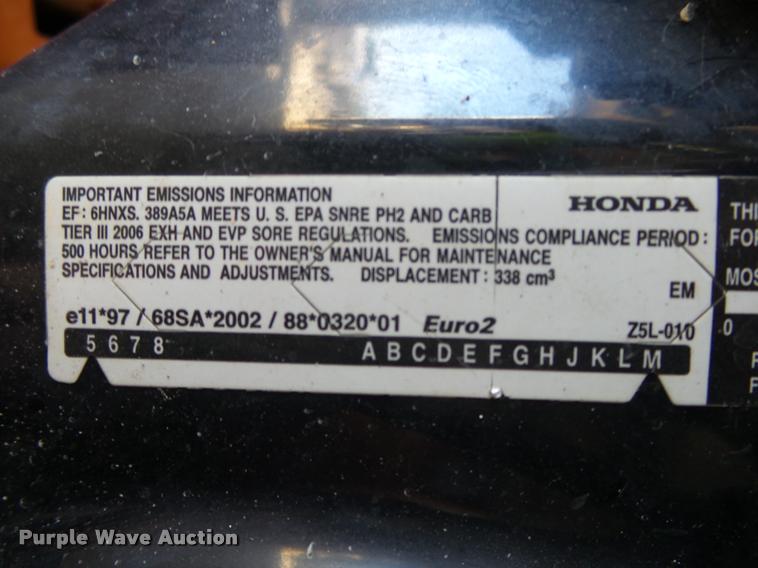 IMPORTANT EMISSIONS INFORMATION
EF : 6HNXS. 389A5A MEETS U. S. EPA SNRE PH2 AND CARB
TIER III 2006 EXH AND EVP SORE REGULATIONS. EMISSIONS COMPLIANCE PERIOD :
500 HOURS REFER TO THE OWNER'S MANUAL FOR MAINTENANCE
SPECIFICATIONS AND ADJUSTMENTS. DISPLACEMENT : 338 cm³
HONDA
EM
e11*97 / 68SA*2002 / 88*0320*01 Euro2 Z5L-010
5 6 7 8 A B C D E F G H J K L M
0
Purple Wave Auction